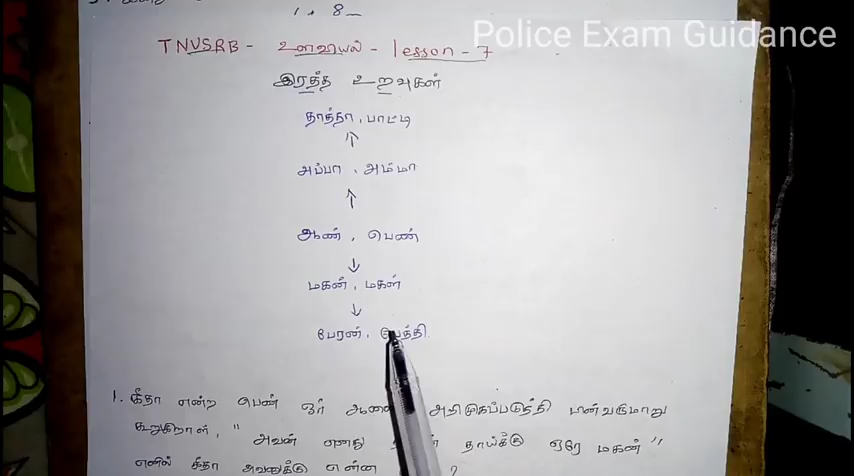 Police Exam Guidance
TNUSRB - உளவியல் - lesson - 7
இரத்த உறவுகள்
தாத்தா, பாட்டி
அப்பா, அம்மா
ஆண், பெண்
மகன், மகள்
பேரன், பேத்தி
1. கீதா என்ற பெண் ஓர் அறிமுகப்படுத்தி பின்வருமாறு
கூறுகிறாள், " அவன் எனது தாய்க்கு ஒரே மகன் "
எனில் கீதா அவனுக்கு என்ன ?